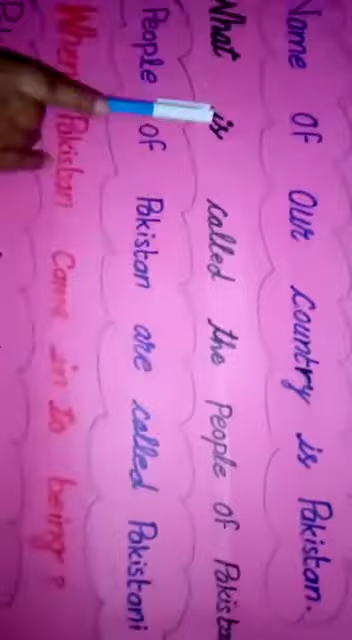 Name of our country is Pakistan.
What is called the people of Pakista
People of Pakistan are called Pakistani
When Pakistan Came in To being?